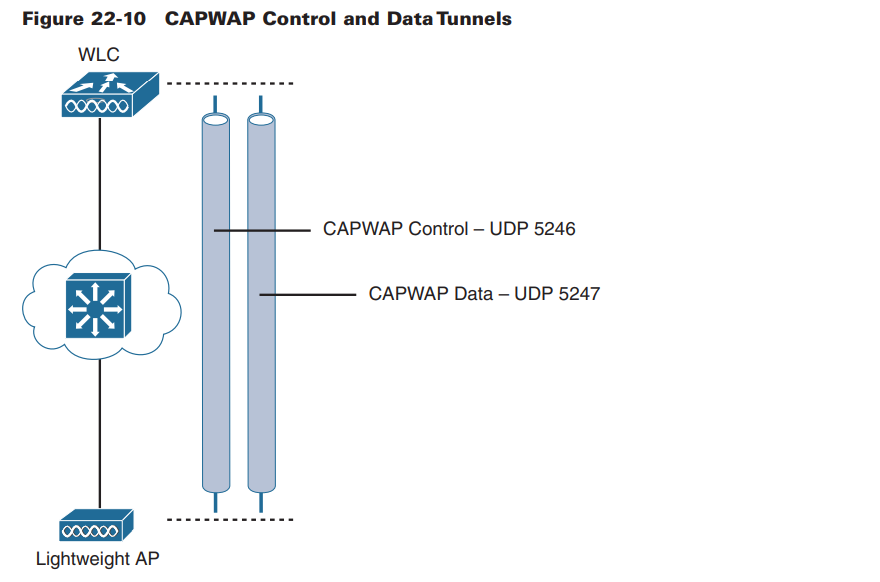 Figure 22-10 CAPWAP Control and Data Tunnels
WLC
CAPWAP Control – UDP 5246
CAPWAP Data – UDP 5247
Lightweight AP